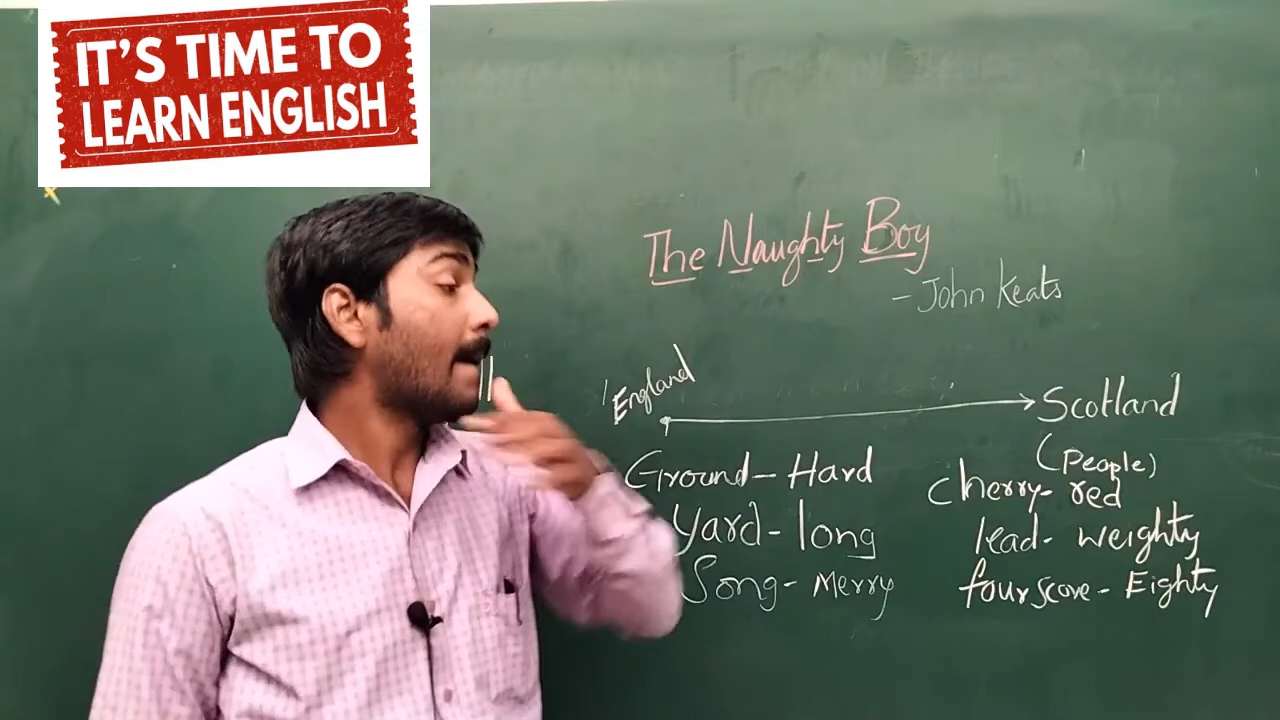 IT'S TIME TO
LEARN ENGLISH
The Naughty Boy
- John Keats
England
Scotland
(People)
Ground - Hard
Cherry - red
Yard - long
lead - weighty
Song - Merry
fourscore - Eighty